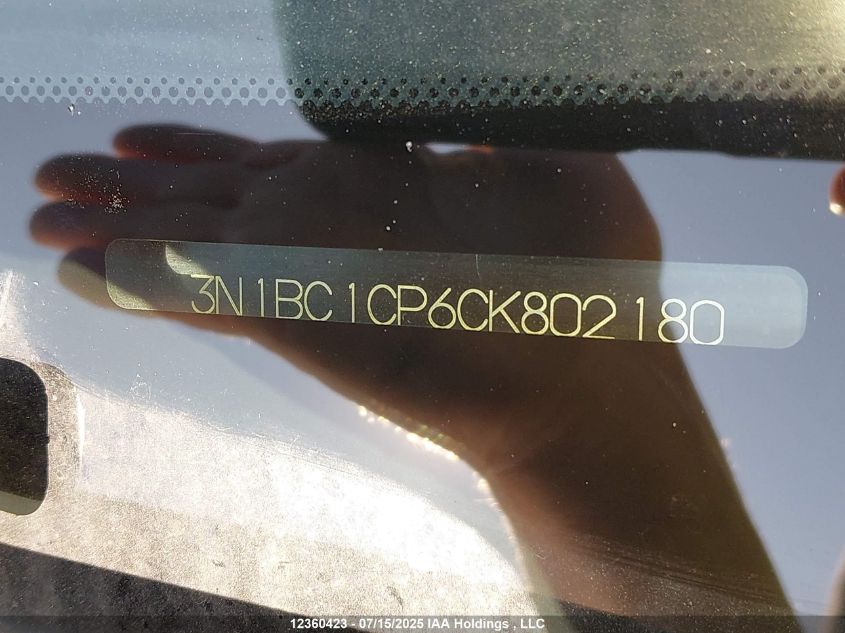 3N1BC1CP6CK802180
12360423 - 07/15/2025 IAA Holdings , LLC